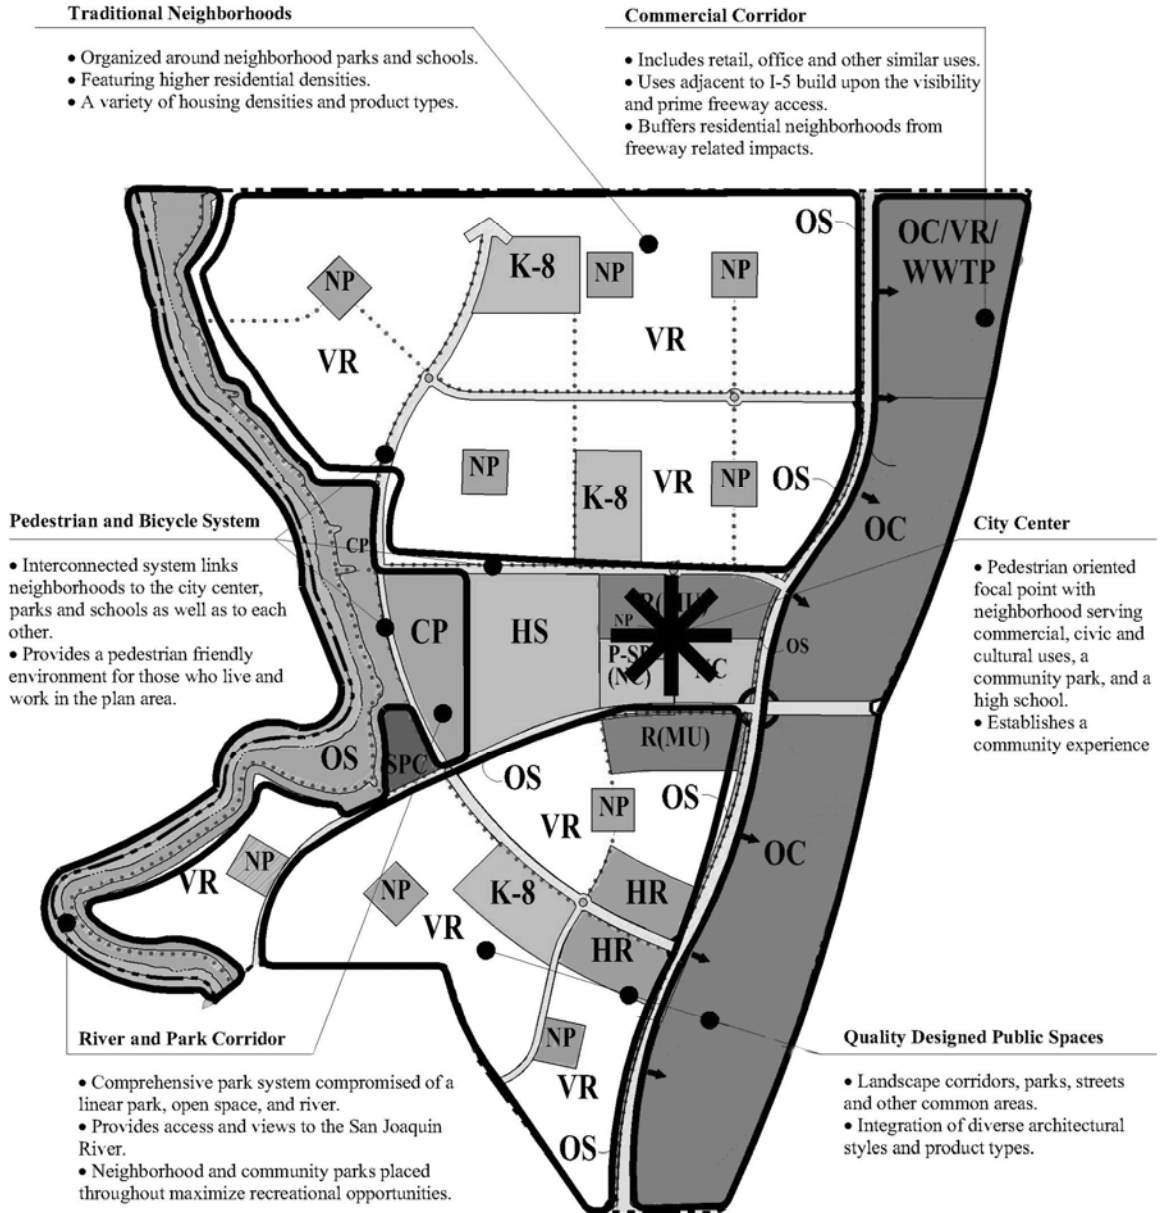 Traditional Neighborhoods
• Organized around neighborhood parks and schools.
• Featuring higher residential densities.
• A variety of housing densities and product types.
Commercial Corridor
• Includes retail, office and other similar uses.
• Uses adjacent to I-5 build upon the visibility
and prime freeway access.
• Buffers residential neighborhoods from
freeway related impacts.
OS
OC/VR/
WWTP
K-8
NP
NP
NP
VR
VR
NP
K-8
VR
NP
OS
OC
Pedestrian and Bicycle System
• Interconnected system links
neighborhoods to the city center,
parks and schools as well as to each
other.
• Provides a pedestrian friendly
environment for those who live and
work in the plan area.
City Center
• Pedestrian oriented
focal point with
neighborhood serving
commercial, civic and
cultural uses, a
community park, and a
high school.
• Establishes a
community experience
CP
CP
HS
NP
OS
(NC)
R(MU)
OS
SPC
OS
OS
NP
VR
OC
NP
VR
NP
K-8
HR
VR
HR
NP
VR
OS
River and Park Corridor
• Comprehensive park system compromised of a
linear park, open space, and river.
• Provides access and views to the San Joaquin
River.
• Neighborhood and community parks placed
throughout maximize recreational opportunities.
Quality Designed Public Spaces
• Landscape corridors, parks, streets
and other common areas.
• Integration of diverse architectural
styles and product types.